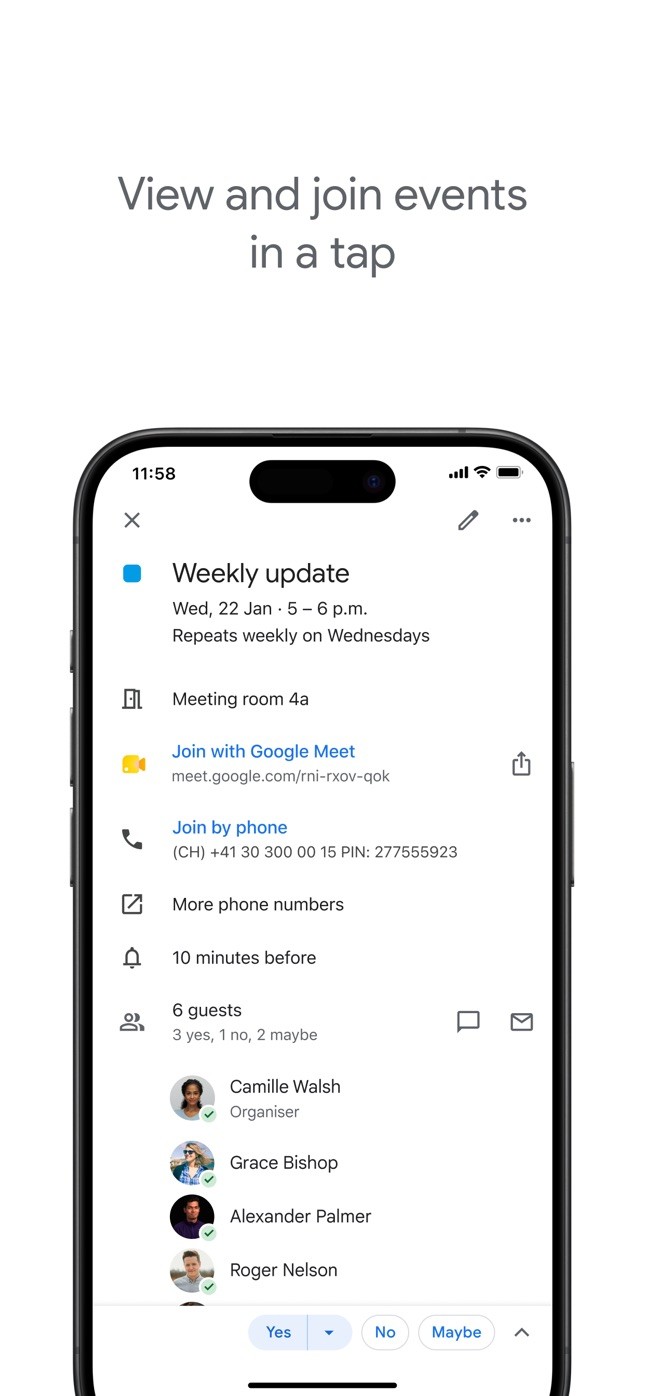 View and join events
in a tap
11:58
Weekly update
Wed, 22 Jan · 5 – 6 p.m.
Repeats weekly on Wednesdays
Meeting room 4a
Join with Google Meet
meet.google.com/rni-rxov-qok
Join by phone
(CH) +41 30 300 00 15 PIN: 277555923
More phone numbers
10 minutes before
6 guests
3 yes, 1 no, 2 maybe
Camille Walsh
Organiser
Grace Bishop
Alexander Palmer
Roger Nelson
Yes No Maybe